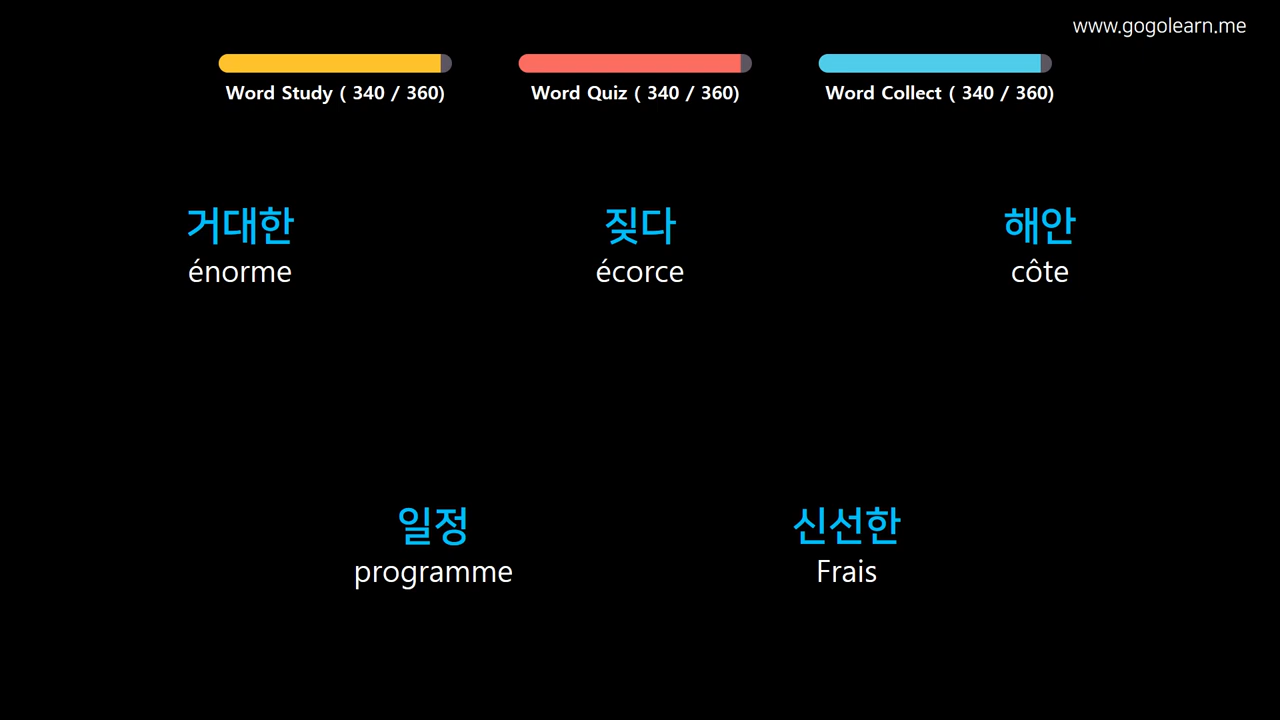 www.gogolearn.me
Word Study ( 340 / 360)
Word Quiz ( 340 / 360)
Word Collect ( 340 / 360)
거대한
énorme
짖다
écorce
해안
côte
일정
programme
신선한
Frais